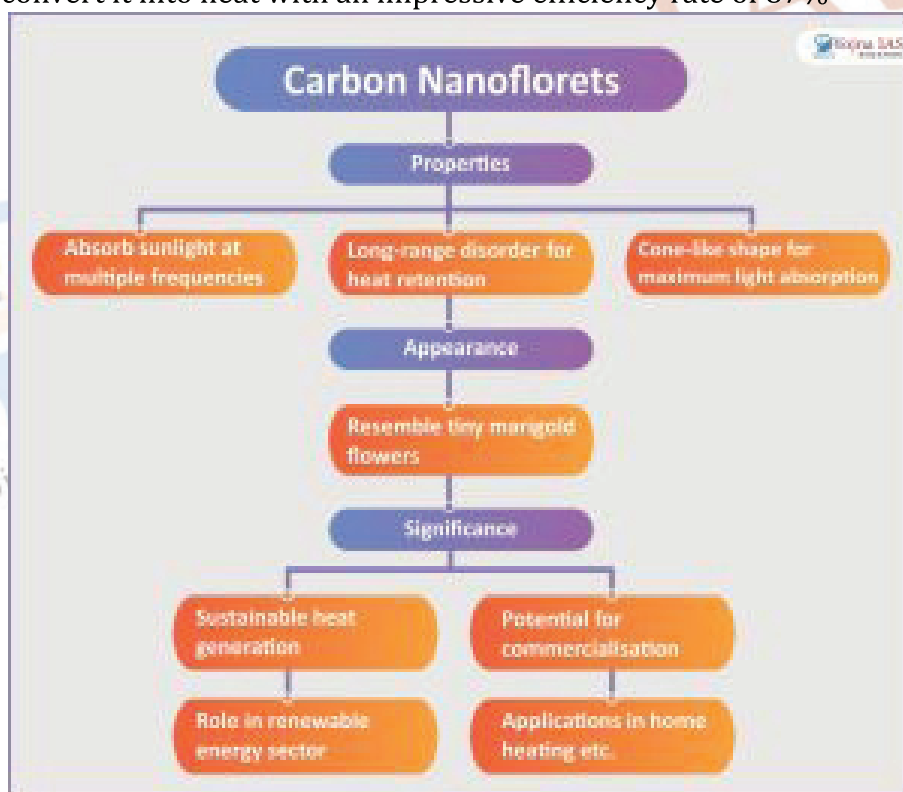 convert it into heat with an impressive efficiency rate of 87%
Carbon Nanoflorets
Properties
Absorb sunlight at
multiple frequencies
Long-range disorder for
heat retention
Cone-like shape for
maximum light absorption
Appearance
Resemble tiny marigold
flowers
Significance
Sustainable heat
generation
Potential for
commercialisation
Role in renewable
energy sector
Applications in home
heating etc.